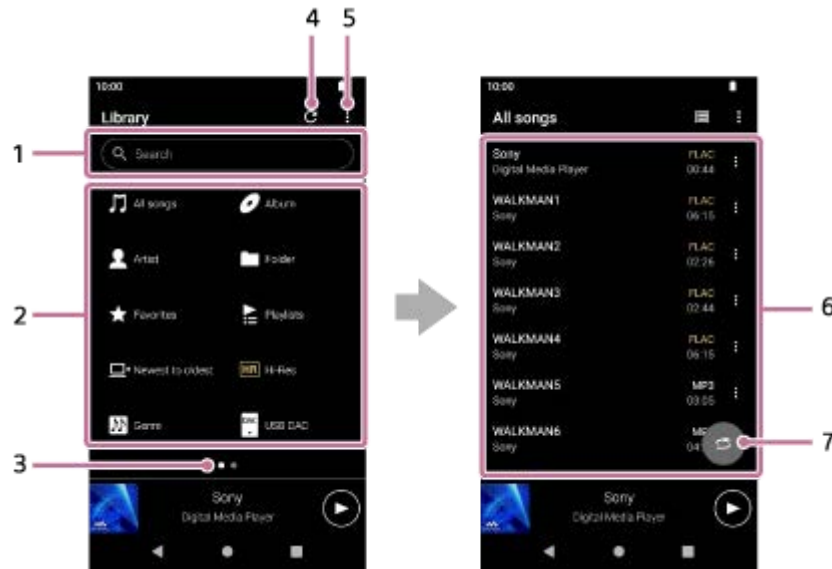 4 5
10:00
Library
1
Search
2
All songs Album
Artist Folder
Favorites Playlists
Newest to oldest HR Hi-Res
Genre DAC USB DAC
3
Sony
Digital Media Player
10:00
All songs
Sony FLAC
Digital Media Player 00:44
WALKMAN1 FLAC
Sony 06:15
WALKMAN2 FLAC
Sony 02:26
WALKMAN3 FLAC
Sony 02:44
WALKMAN4 FLAC
Sony 06:15
WALKMAN5 MP3
Sony 03:05
WALKMAN6
Sony
6
7
Sony
Digital Media Player